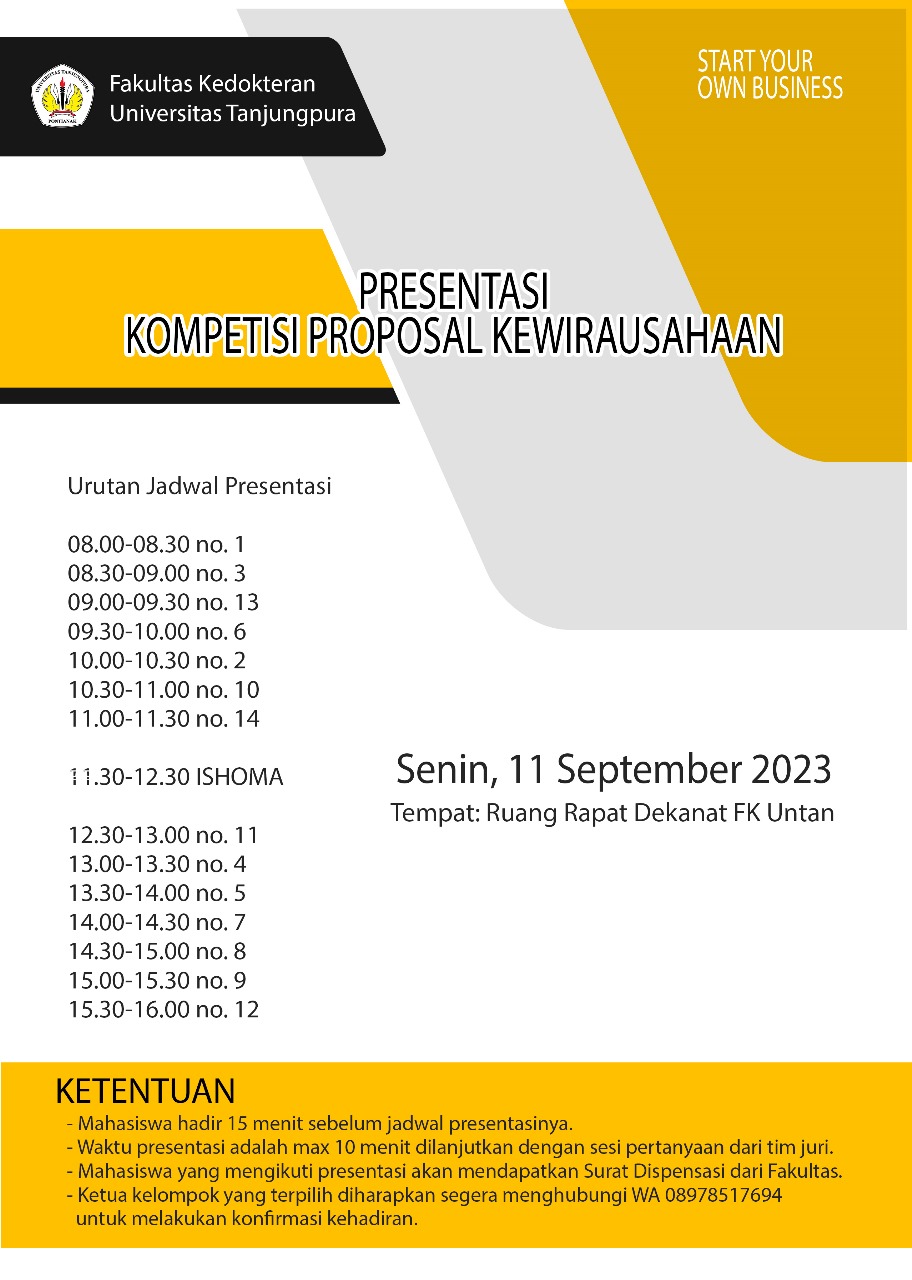 UNIVERSITAS TANJUNGPURA
PONTIANAK
Fakultas Kedokteran
Universitas Tanjungpura
START YOUR
OWN BUSINESS
PRESENTASI
KOMPETISI PROPOSAL KEWIRAUSAHAAN
Urutan Jadwal Presentasi
08.00-08.30 no. 1
08.30-09.00 no. 3
09.00-09.30 no. 13
09.30-10.00 no. 6
10.00-10.30 no. 2
10.30-11.00 no. 10
11.00-11.30 no. 14
11.30-12.30 ISHOMA
12.30-13.00 no. 11
13.00-13.30 no. 4
13.30-14.00 no. 5
14.00-14.30 no. 7
14.30-15.00 no. 8
15.00-15.30 no. 9
15.30-16.00 no. 12
Senin, 11 September 2023
Tempat: Ruang Rapat Dekanat FK Untan
KETENTUAN
- Mahasiswa hadir 15 menit sebelum jadwal presentasinya.
- Waktu presentasi adalah max 10 menit dilanjutkan dengan sesi pertanyaan dari tim juri.
- Mahasiswa yang mengikuti presentasi akan mendapatkan Surat Dispensasi dari Fakultas.
- Ketua kelompok yang terpilih diharapkan segera menghubungi WA 08978517694
untuk melakukan konfirmasi kehadiran.